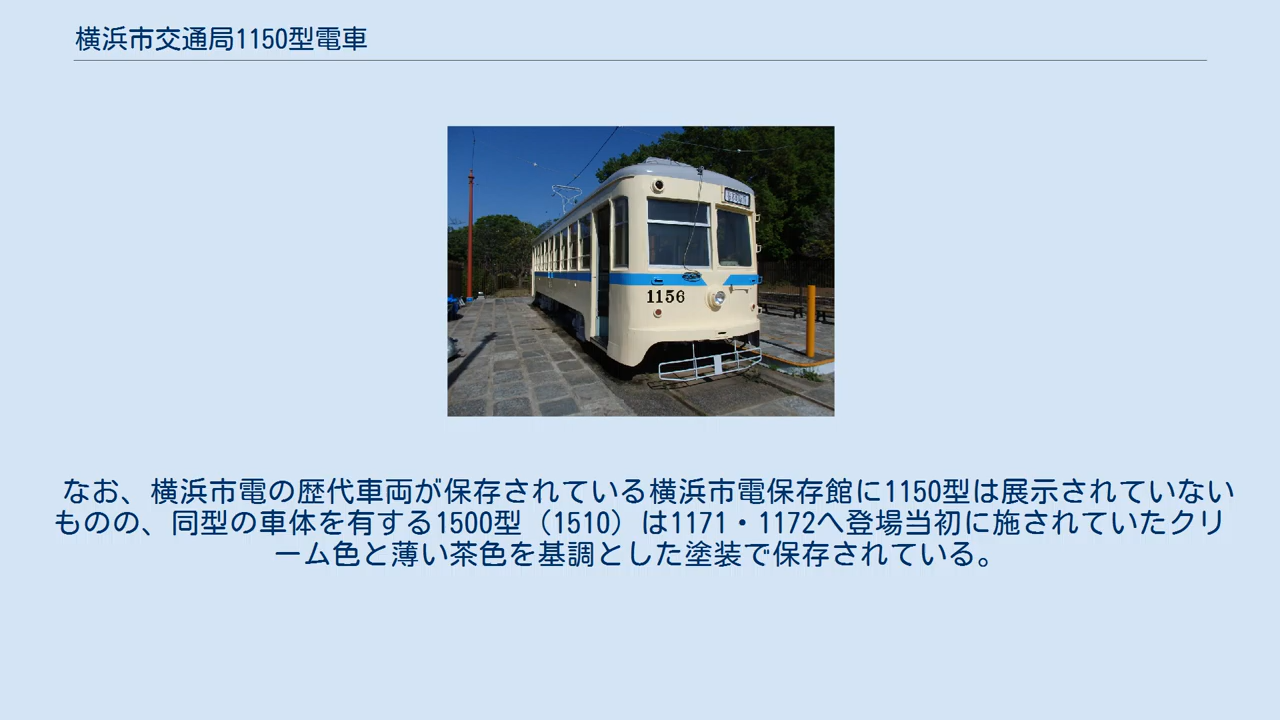 横浜市交通局1150型電車
1156
なお、横浜市電の歴代車両が保存されている横浜市電保存館に1150型は展示されていない
ものの、同型の車体を有する1500型（1510）は1171・1172へ登場当初に施されていたクリ
ーム色と薄い茶色を基調とした塗装で保存されている。